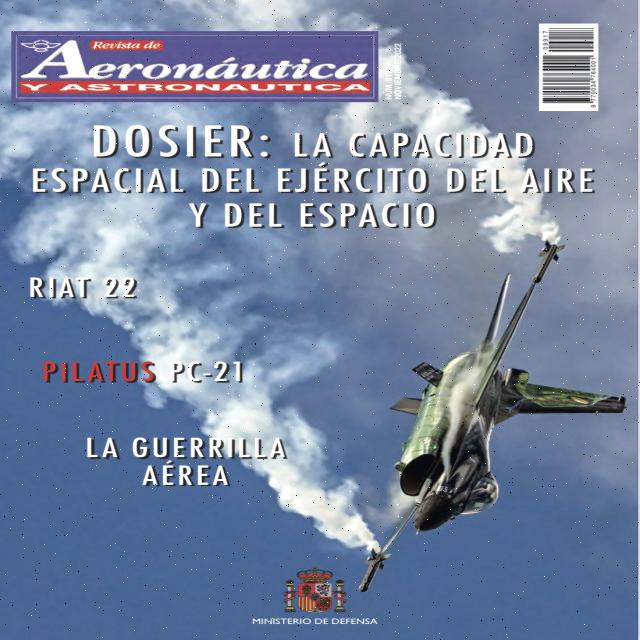 Revista de
Aeronáutica
Y ASTRONAUTICA
DOSIER: LA CAPACIDAD
ESPACIAL DEL EJÉRCITO DEL AIRE
Y DEL ESPACIO
RIAT 22
PILATUS PC-21
LA GUERRILLA
AÉREA
MINISTERIO DE DEFENSA